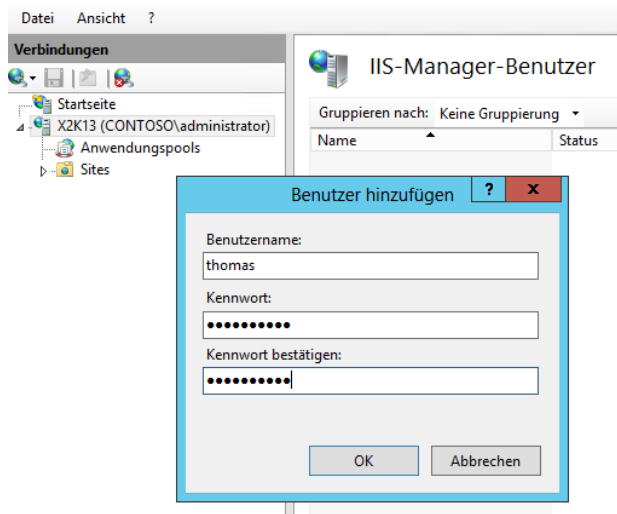 Datei Ansicht ?
Verbindungen
Startseite
X2K13 (CONTOSO\administrator)
Anwendungspools
Sites
IIS-Manager-Benutzer
Gruppieren nach: Keine Gruppierung
Name Status
Benutzer hinzufügen ? x
Benutzername:
thomas
Kennwort:
●●●●●●●●●●
Kennwort bestätigen:
●●●●●●●●●●
OK Abbrechen